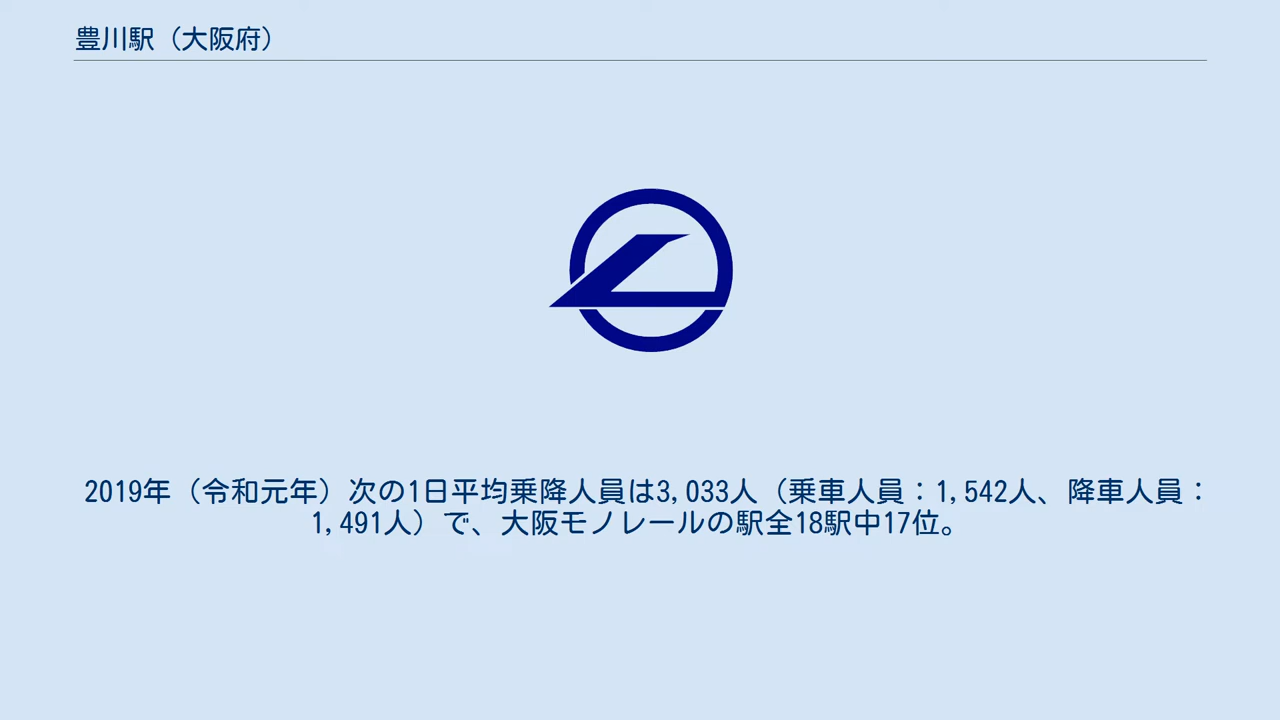 豊川駅（大阪府）
2019年（令和元年）次の1日平均乗降人員は3,033人（乗車人員：1,542人、降車人員：
1,491人）で、大阪モノレールの駅全18駅中17位。